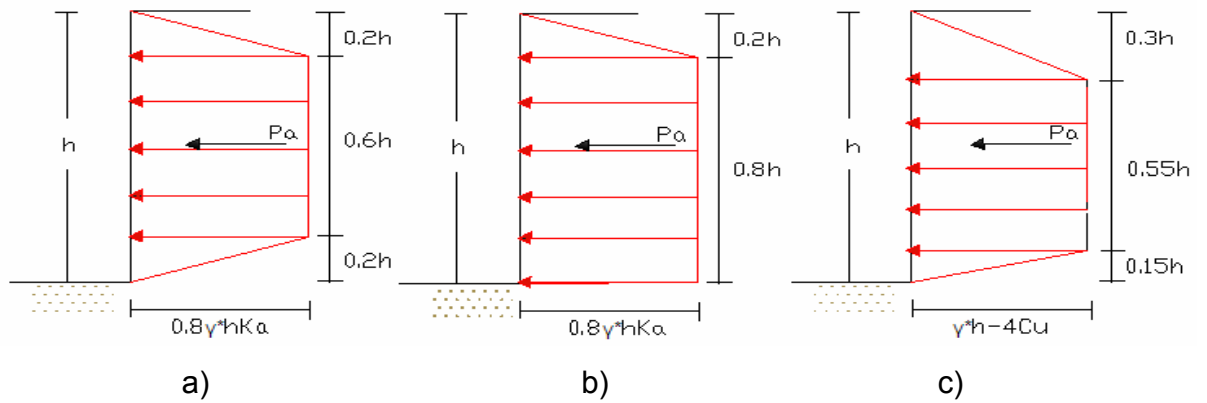 0.2h
h
Pa
0.6h
0.2h
0.8γ*hKa
a)
0.2h
h
Pa
0.8h
0.8γ*hKa
b)
0.3h
h
Pa
0.55h
0.15h
γ*h-4Cu
c)